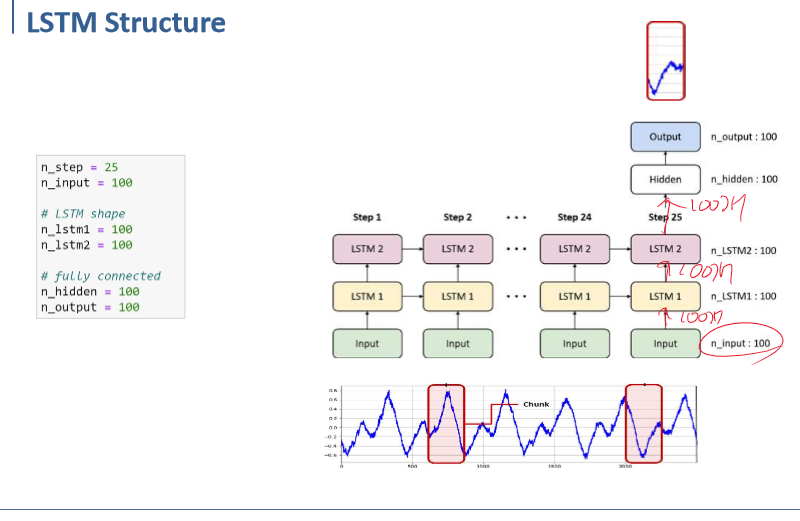 LSTM Structure
n_step = 25
n_input = 100
# LSTM shape
n_lstm1 = 100
n_lstm2 = 100
# fully connected
n_hidden = 100
n_output = 100
Output n_output : 100
Hidden n_hidden : 100
100개
Step 1 Step 2 • • • Step 24 Step 25
LSTM 2 LSTM 2 • • • LSTM 2 LSTM 2 n_LSTM2 : 100
100개
LSTM 1 LSTM 1 • • • LSTM 1 LSTM 1 n_LSTM1 : 100
100개
Input Input Input Input n_input : 100
Chunk
0.8
0.6
0.4
0.2
0.0
−0.2
−0.4
−0.6
0 500 1000 1500 2000